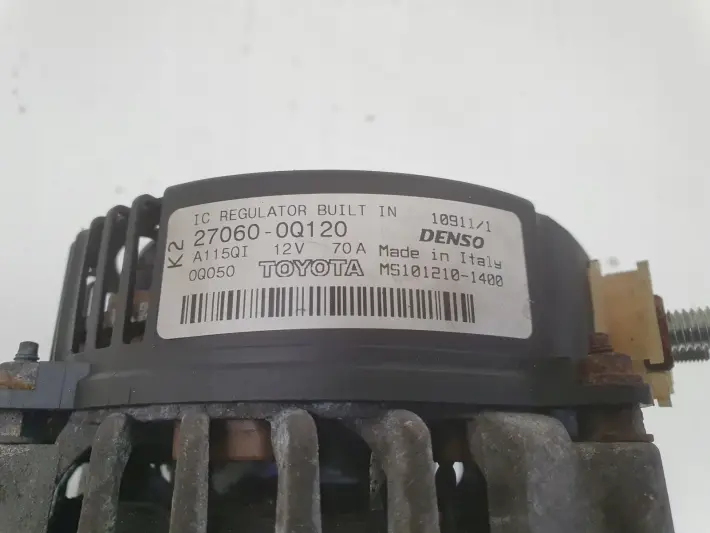 IC REGULATOR BUILT IN 10911/1
K2 27060-0Q120 DENSO
A115QI 12V 70A Made in Italy
0Q050 TOYOTA MS101210-1400